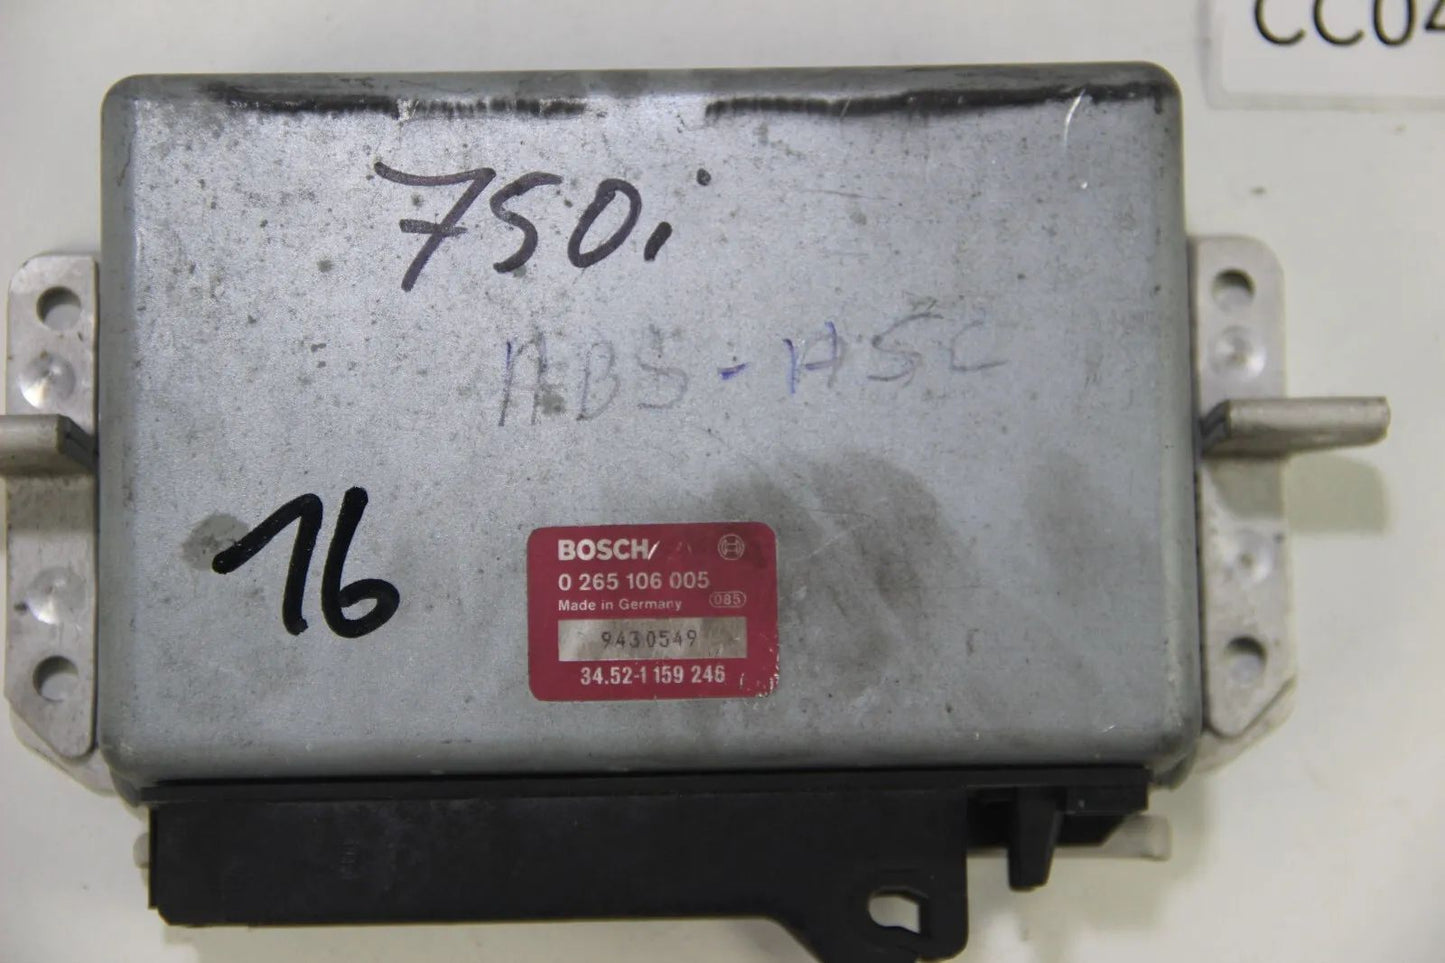 CC04
750i
ABS-ASC
16
BOSCH
0 265 106 005
Made in Germany 085
9430549
34.52-1 159 246